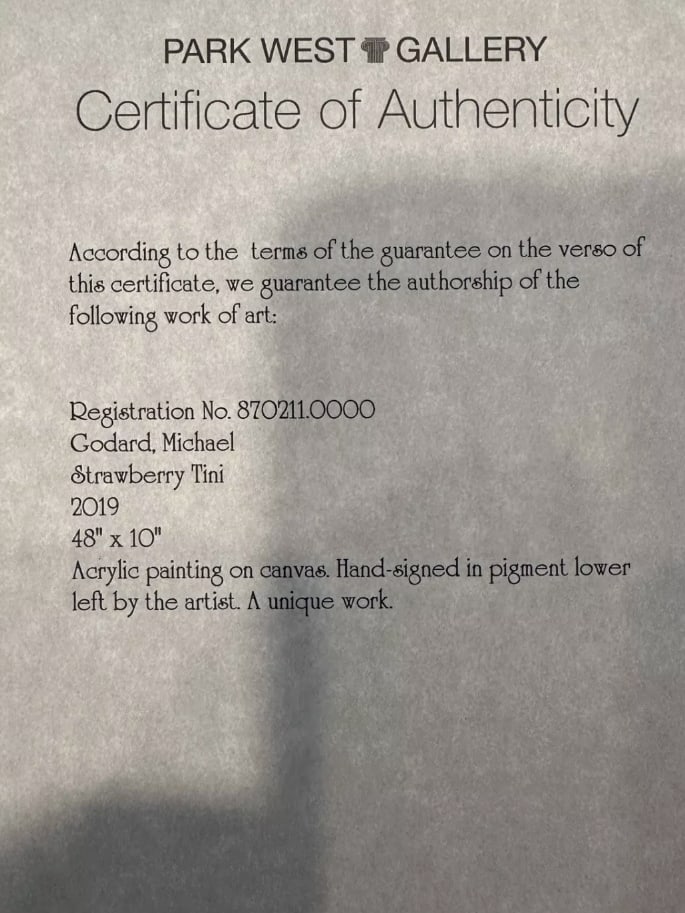 PARK WEST GALLERY
Certificate of Authenticity
According to the terms of the guarantee on the verso of
this certificate, we guarantee the authorship of the
following work of art:
Registration No. 870211.0000
Godard, Michael
Strawberry Tini
2019
48" x 10"
Acrylic painting on canvas. Hand-signed in pigment lower
left by the artist. A unique work.